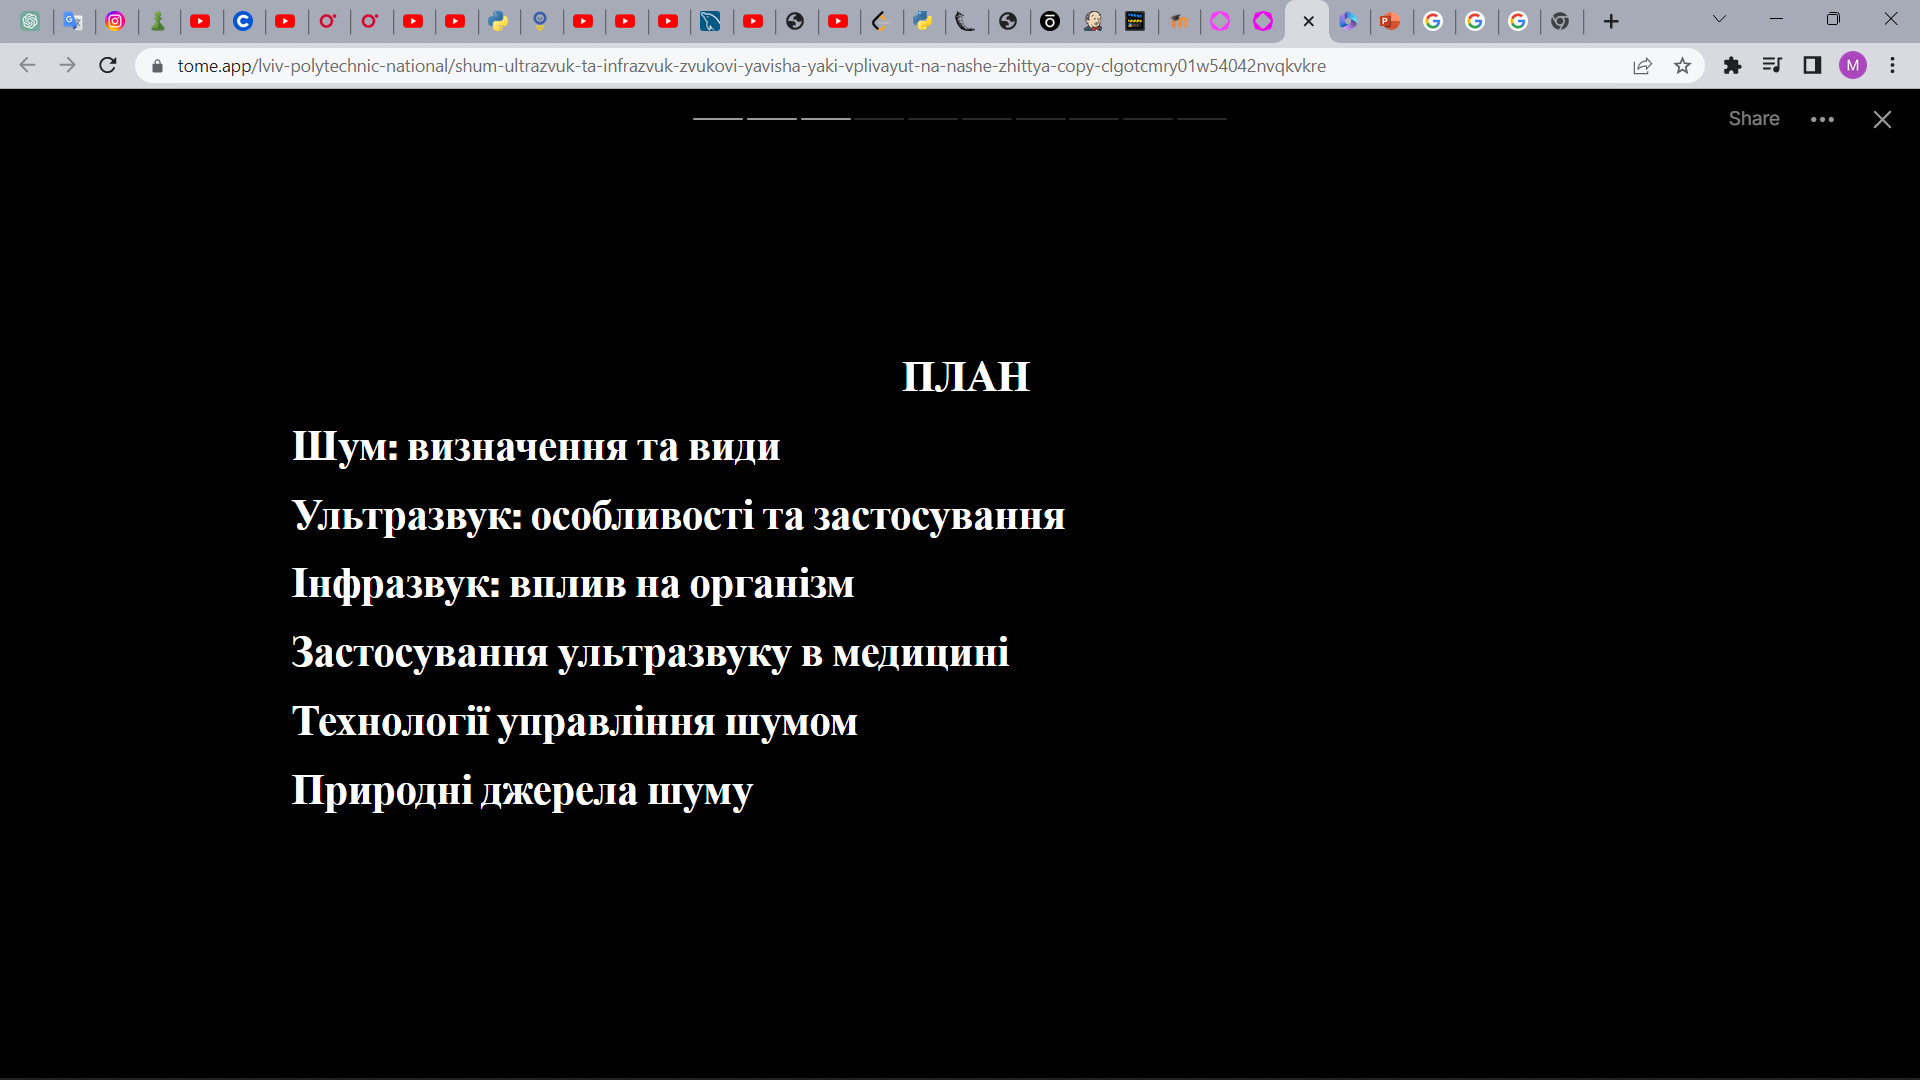 tome.app/lviv-polytechnic-national/shum-ultrazvuk-ta-infrazvuk-zvukovi-yavisha-yaki-vplivayut-na-nashe-zhittya-copy-clgotcmry01w54042nvqkvkre
M
Share
ПЛАН
Шум: визначення та види
Ультразвук: особливості та застосування
Інфразвук: вплив на організм
Застосування ультразвуку в медицині
Технології управління шумом
Природні джерела шуму